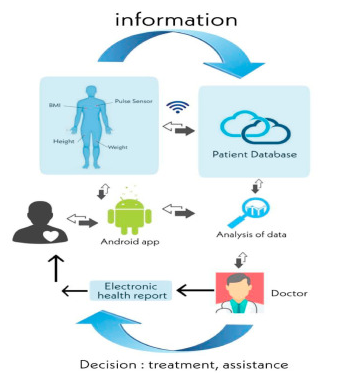 information
BMI
Pulse Sensor
Height
Weight
Patient Database
Android app
Analysis of data
Electronic
health report
Doctor
Decision : treatment, assistance